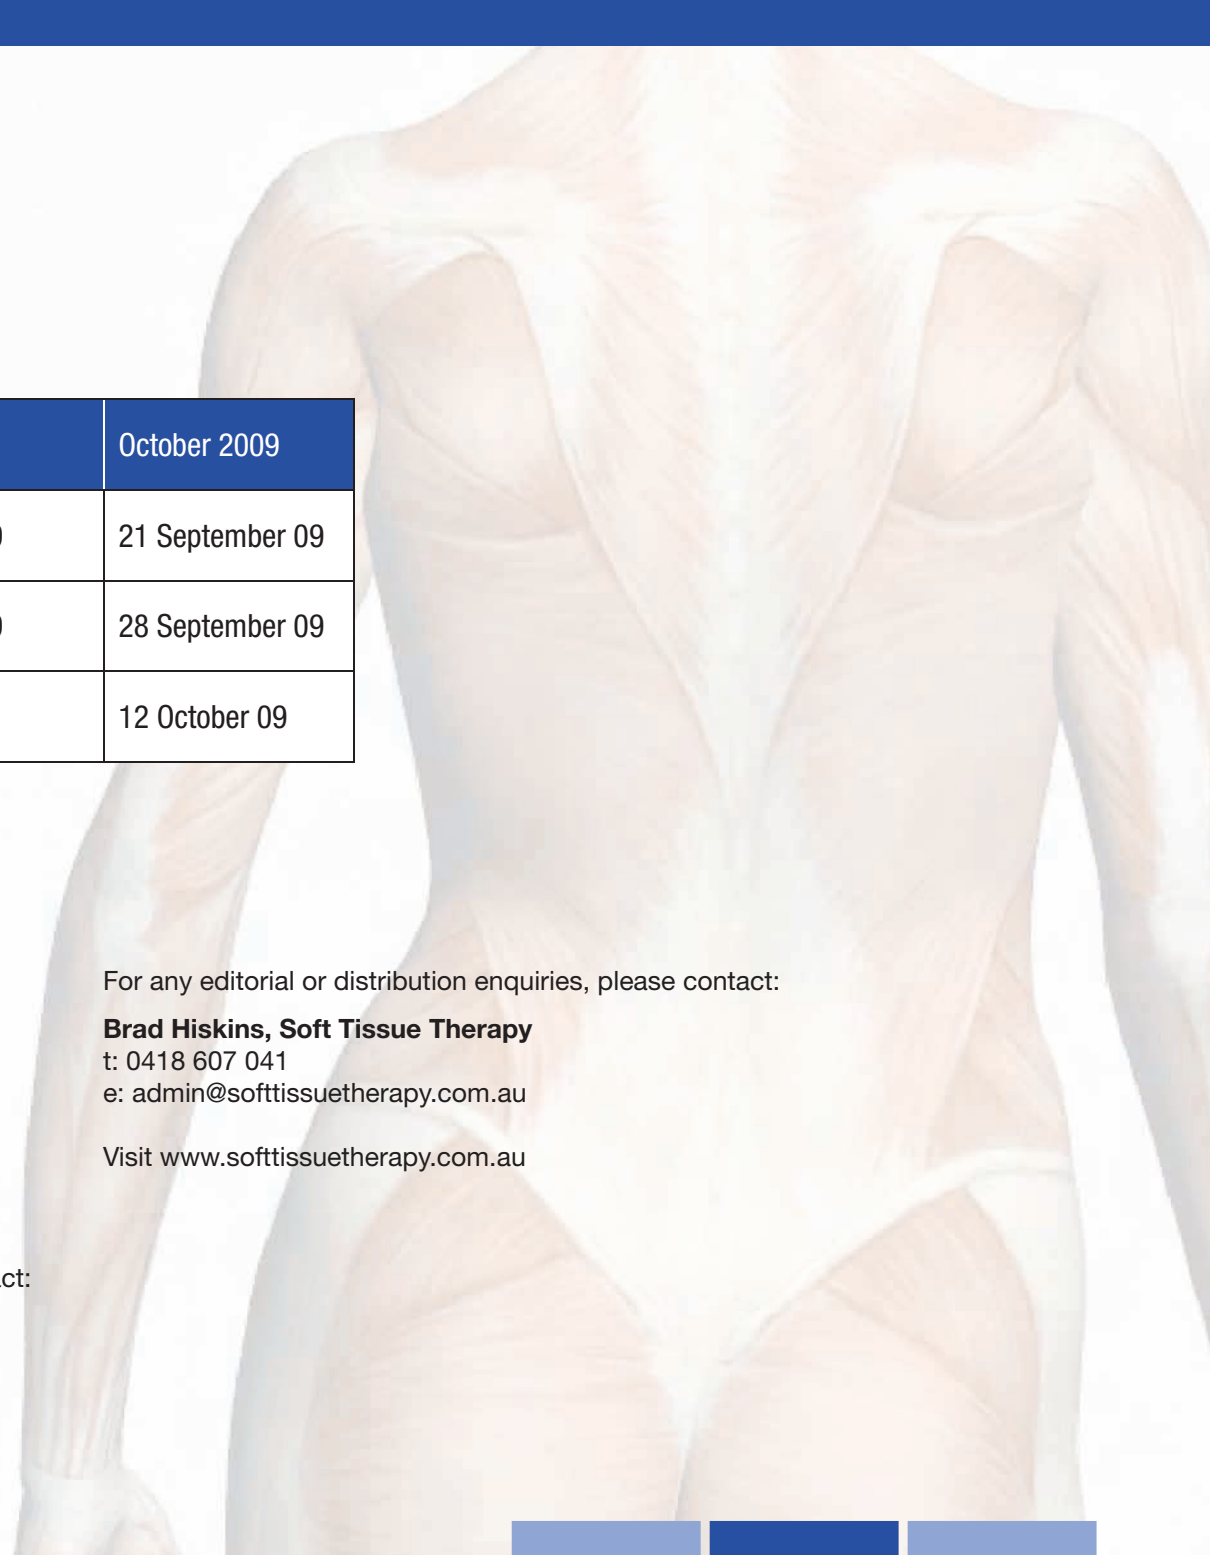 October 2009
21 September 09
28 September 09
12 October 09
For any editorial or distribution enquiries, please contact:
Brad Hiskins, Soft Tissue Therapy
t: 0418 607 041
e: admin@softtissuetherapy.com.au
Visit www.softtissuetherapy.com.au